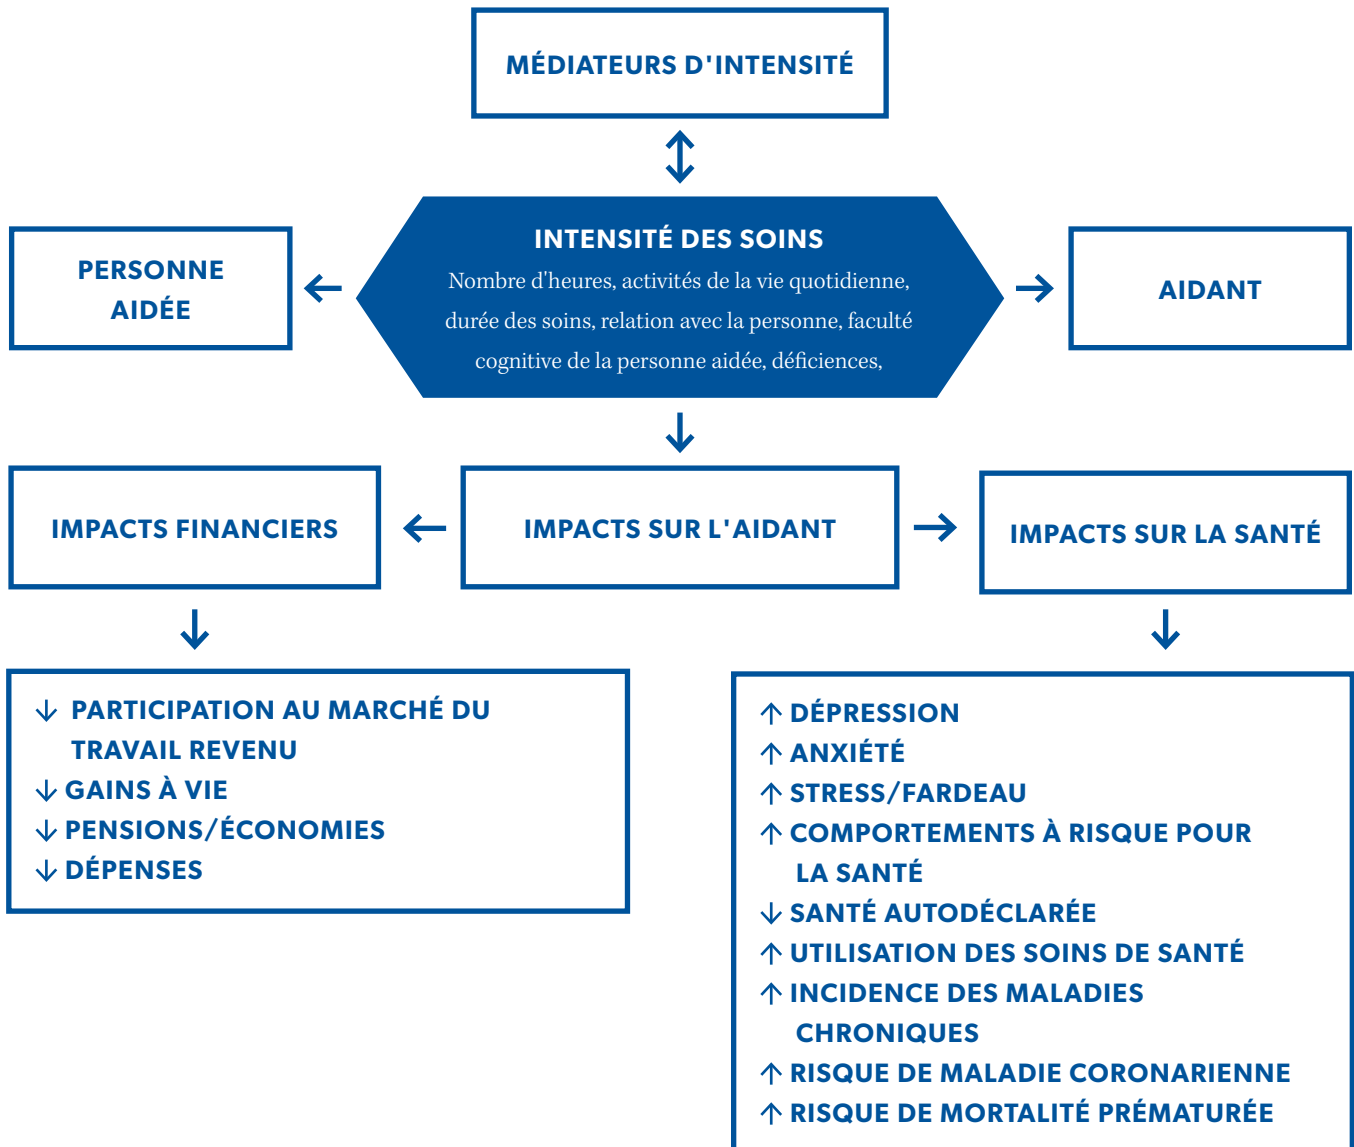 MÉDIATEURS D'INTENSITÉ
INTENSITÉ DES SOINS
Nombre d'heures, activités de la vie quotidienne,
durée des soins, relation avec la personne, faculté
cognitive de la personne aidée, déficiences,
PERSONNE
AIDÉE
AIDANT
IMPACTS FINANCIERS
IMPACTS SUR L'AIDANT
IMPACTS SUR LA SANTÉ
↓ PARTICIPATION AU MARCHÉ DU
TRAVAIL REVENU
↓ GAINS À VIE
↓ PENSIONS/ÉCONOMIES
↓ DÉPENSES
↑ DÉPRESSION
↑ ANXIÉTÉ
↑ STRESS/FARDEAU
↑ COMPORTEMENTS À RISQUE POUR
LA SANTÉ
↓ SANTÉ AUTODÉCLARÉE
↑ UTILISATION DES SOINS DE SANTÉ
↑ INCIDENCE DES MALADIES
CHRONIQUES
↑ RISQUE DE MALADIE CORONARIENNE
↑ RISQUE DE MORTALITÉ PRÉMATURÉE